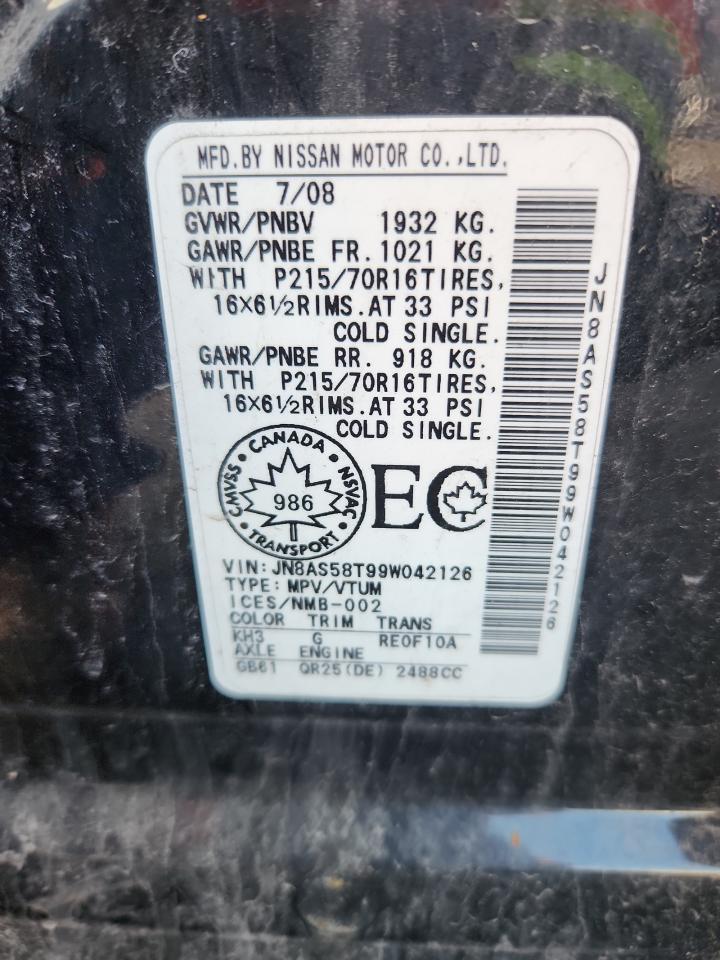 MFD.BY NISSAN MOTOR CO.,LTD.
DATE 7/08
GVWR/PNBV 1932 KG.
GAWR/PNBE FR. 1021 KG.
WITH P215/70R16TIRES,
16X6½RIMS.AT 33 PSI
COLD SINGLE.
GAWR/PNBE RR. 918 KG.
WITH P215/70R16TIRES,
16X6½RIMS.AT 33 PSI
COLD SINGLE.
CANADA
CMVSS
NSVAC
986
TRANSPORT
EC
VIN: JN8AS58T99W042126
TYPE: MPV/VTUM
ICES/NMB-002
COLOR TRIM TRANS
KH3 G RE0F10A
AXLE ENGINE
GB61 QR25(DE) 2488CC
JN8AS58T99W042126